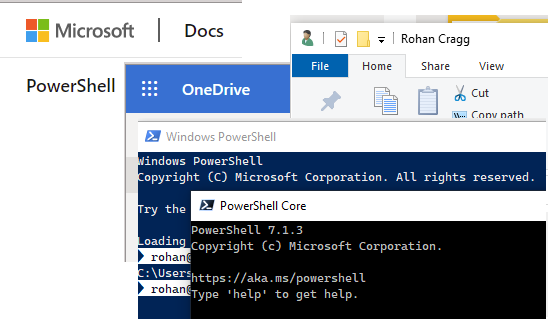 Microsoft | Docs
Rohan Cragg
PowerShell
OneDrive
File Home Share View
Cut
Copy path
Windows PowerShell
Windows PowerShell
Copyright (C) Microsoft Corporation. All rights reserved.
Try the
Loading
rohan@
C:\Users
rohan@
PowerShell Core
PowerShell 7.1.3
Copyright (c) Microsoft Corporation.
https://aka.ms/powershell
Type 'help' to get help.